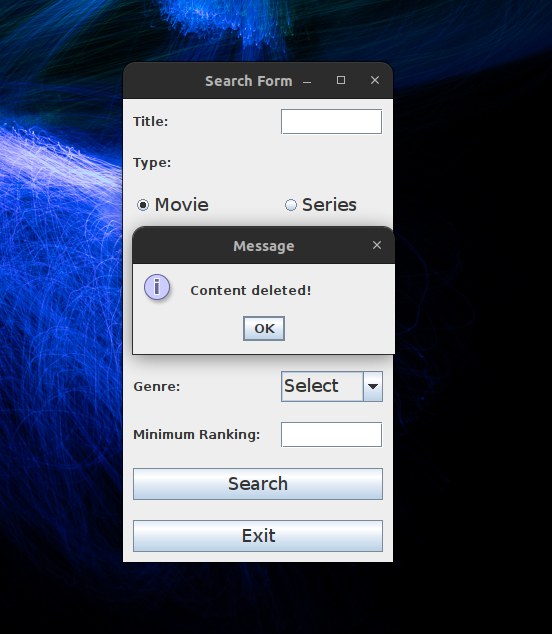 Search Form
Title:
Type:
Movie Series
Message
Content deleted!
OK
Genre: Select
Minimum Ranking:
Search
Exit